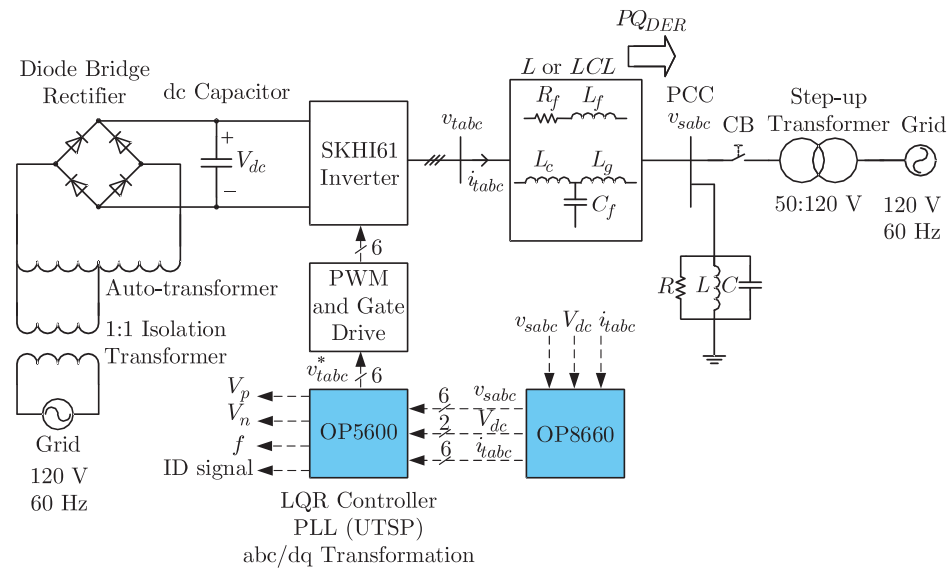 Diode Bridge
Rectifier
dc Capacitor
+
V_dc
−
SKHI61
Inverter
v_tabc
i_tabc
PQ_DER
L or LCL
R_f
L_f
L_c
L_g
C_f
PCC
v_sabc
CB
Step-up
Transformer
50:120 V
Grid
120 V
60 Hz
R
L
C
Auto-transformer
1:1 Isolation
Transformer
Grid
120 V
60 Hz
6
PWM
and Gate
Drive
v*_tabc
6
V_p
V_n
f
ID signal
OP5600
6
v_sabc
2
V_dc
6
i_tabc
v_sabc
V_dc
i_tabc
OP8660
LQR Controller
PLL (UTSP)
abc/dq Transformation